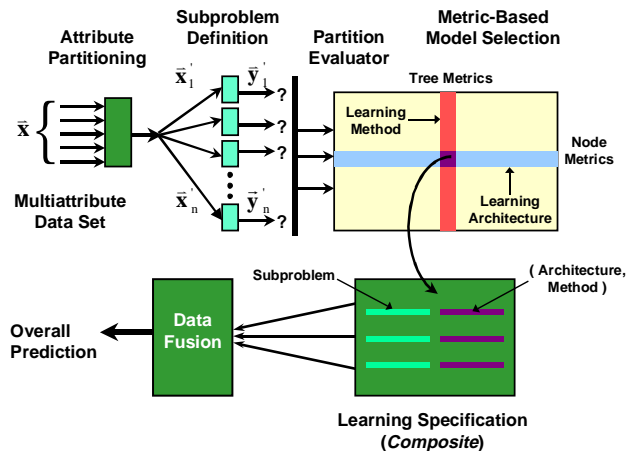 Attribute Partitioning
Subproblem Definition
Partition Evaluator
Metric-Based Model Selection
x⃗
x⃗'1
y⃗'1
?
?
?
x⃗'n
y⃗'n
?
Multiattribute Data Set
Tree Metrics
Learning Method
Node Metrics
Learning Architecture
Subproblem
( Architecture, Method )
Data Fusion
Overall Prediction
Learning Specification
(Composite)